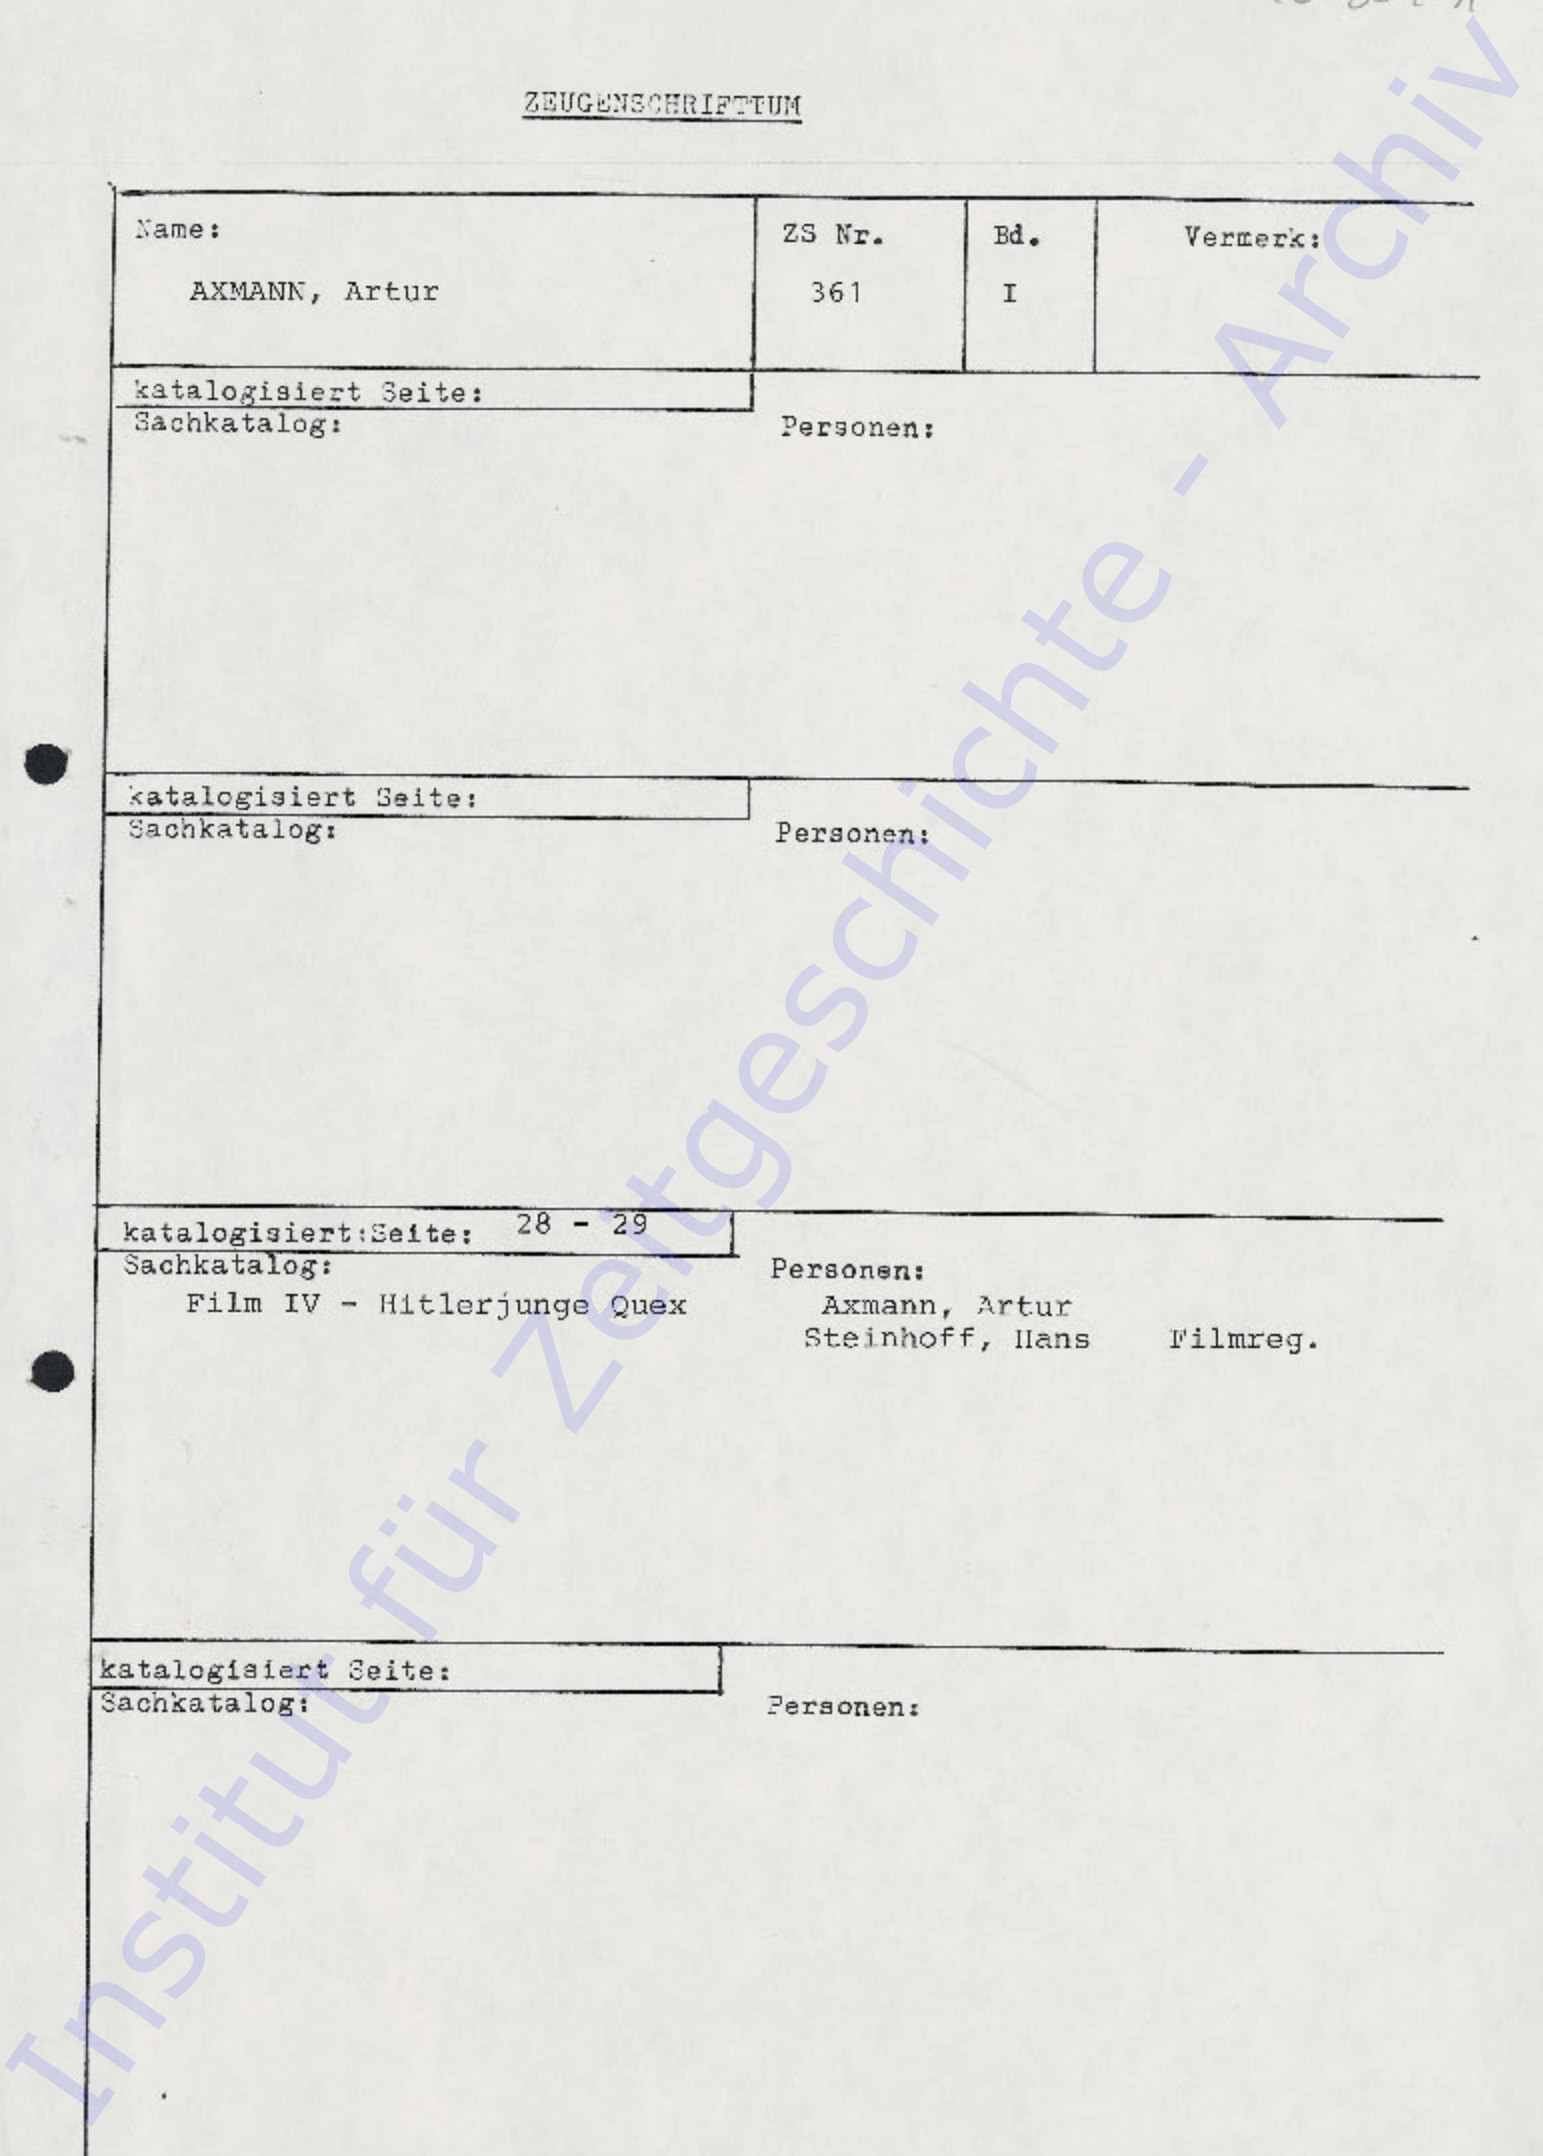 ZEUGENSCHRIFTTUM
Name: ZS Nr. Bd. Vermerk:
AXMANN, Artur 361 I
katalogisiert Seite:
Sachkatalog: Personen:
katalogisiert Seite:
Sachkatalog: Personen:
katalogisiert:Seite: 28 - 29
Sachkatalog: Personen:
Film IV - Hitlerjunge Quex Axmann, Artur
Steinhoff, Hans Filmreg.
katalogisiert Seite:
Sachkatalog: Personen:
Institut für Zeitgeschichte - Archiv